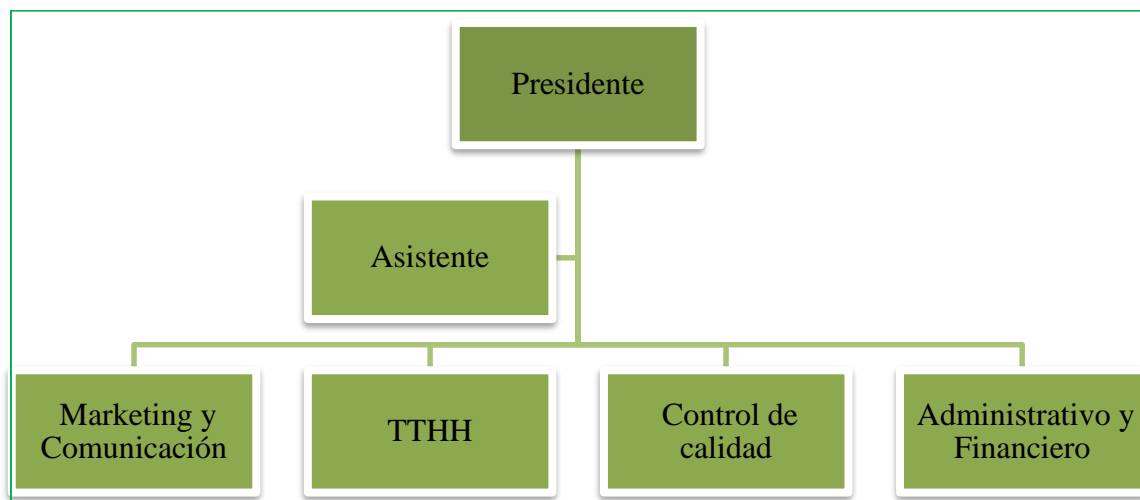 Presidente
Asistente
Marketing y
Comunicación
TTHH
Control de
calidad
Administrativo y
Financiero